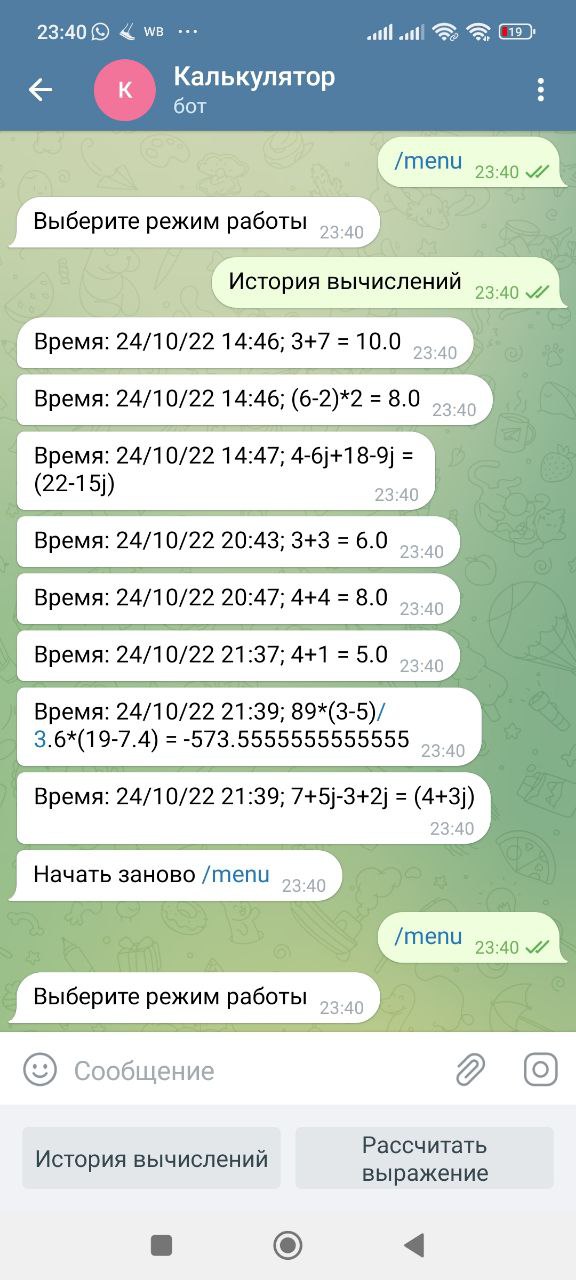 23:40 WB ... 19
К
Калькулятор
бот
/menu 23:40
Выберите режим работы 23:40
История вычислений 23:40
Время: 24/10/22 14:46; 3+7 = 10.0 23:40
Время: 24/10/22 14:46; (6-2)*2 = 8.0 23:40
Время: 24/10/22 14:47; 4-6j+18-9j =
(22-15j) 23:40
Время: 24/10/22 20:43; 3+3 = 6.0 23:40
Время: 24/10/22 20:47; 4+4 = 8.0 23:40
Время: 24/10/22 21:37; 4+1 = 5.0 23:40
Время: 24/10/22 21:39; 89*(3-5)/
3.6*(19-7.4) = -573.5555555555555 23:40
Время: 24/10/22 21:39; 7+5j-3+2j = (4+3j)
23:40
Начать заново /menu 23:40
/menu 23:40
Выберите режим работы 23:40
Сообщение
История вычислений
Рассчитать
выражение